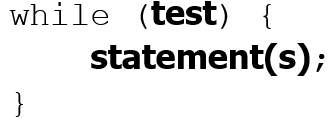 while (test) {
    statement(s);
}